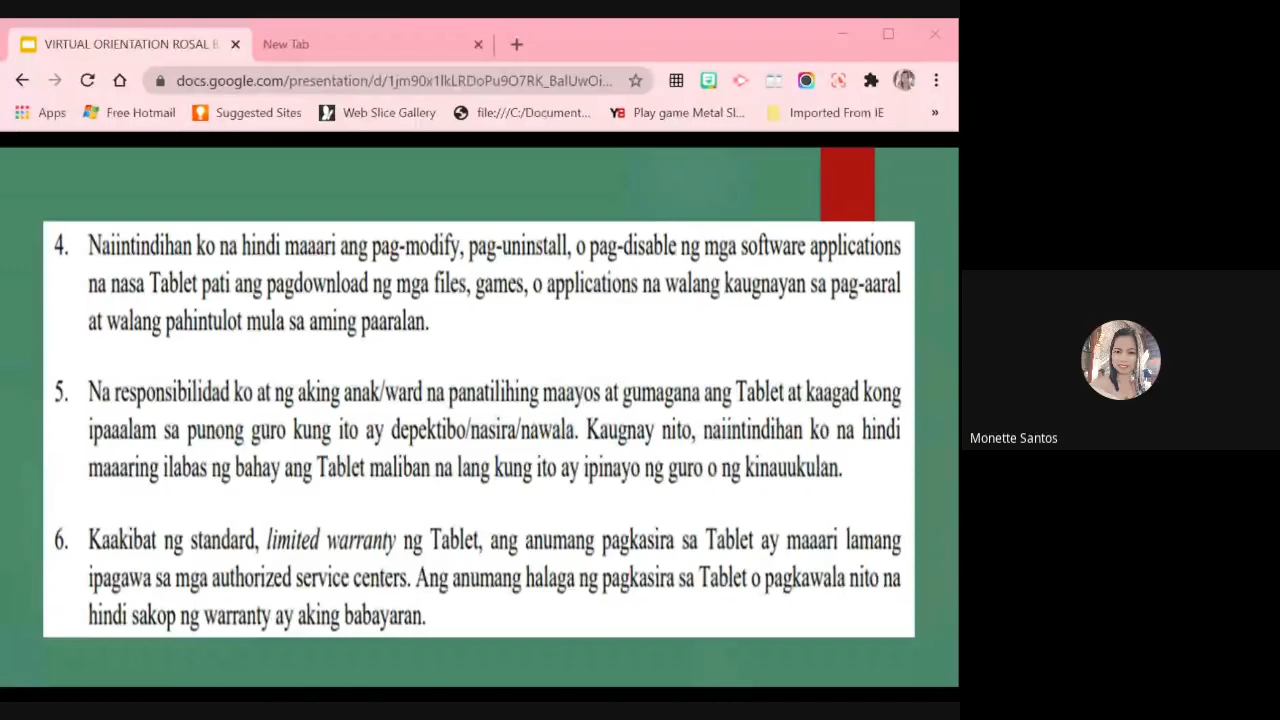 VIRTUAL ORIENTATION ROSAL
New Tab
docs.google.com/presentation/d/1jm90x1lkLRDoPu9O7RK_BalUwOi...
Apps
Free Hotmail
Suggested Sites
Web Slice Gallery
file:///C:/Document...
Play game Metal Sl...
Imported From IE
»
4. Naiintindihan ko na hindi maaari ang pag-modify, pag-uninstall, o pag-disable ng mga software applications
na nasa Tablet pati ang pagdownload ng mga files, games, o applications na walang kaugnayan sa pag-aaral
at walang pahintulot mula sa aming paaralan.
5. Na responsibilidad ko at ng aking anak/ward na panatilihing maayos at gumagana ang Tablet at kaagad kong
ipaaalam sa punong guro kung ito ay depektibo/nasira/nawala. Kaugnay nito, naiintindihan ko na hindi
maaaring ilabas ng bahay ang Tablet maliban na lang kung ito ay ipinayo ng guro o ng kinauukulan.
6. Kaakibat ng standard, limited warranty ng Tablet, ang anumang pagkasira sa Tablet ay maaari lamang
ipagawa sa mga authorized service centers. Ang anumang halaga ng pagkasira sa Tablet o pagkawala nito na
hindi sakop ng warranty ay aking babayaran.
Monette Santos